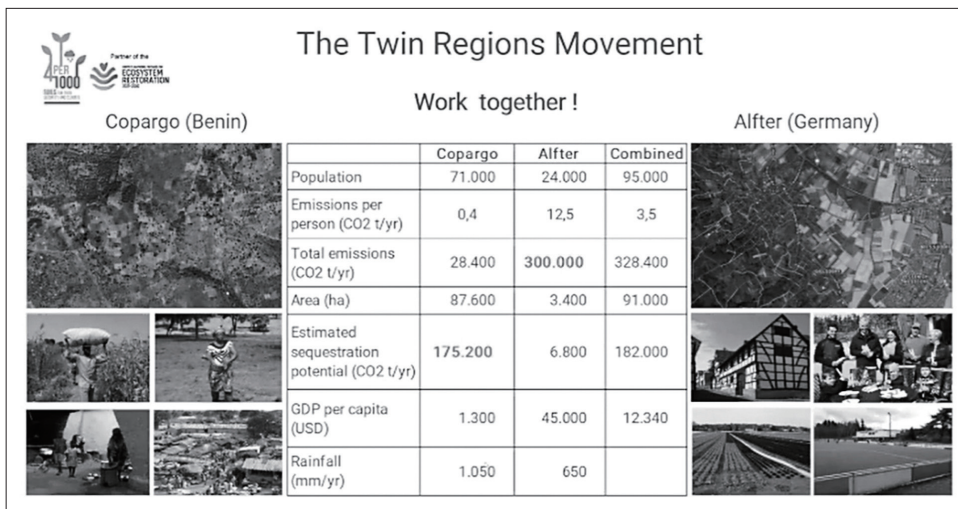 The Twin Regions Movement
4 PER
1000
Partner of the
ECOSYSTEM
RESTORATION
Work together !
Copargo (Benin)
Alfter (Germany)
Copargo Alfter Combined
Population 71.000 24.000 95.000
Emissions per
person (CO2 t/yr) 0,4 12,5 3,5
Total emissions
(CO2 t/yr) 28.400 300.000 328.400
Area (ha) 87.600 3.400 91.000
Estimated
sequestration
potential (CO2 t/yr) 175.200 6.800 182.000
GDP per capita
(USD) 1.300 45.000 12.340
Rainfall
(mm/yr) 1.050 650